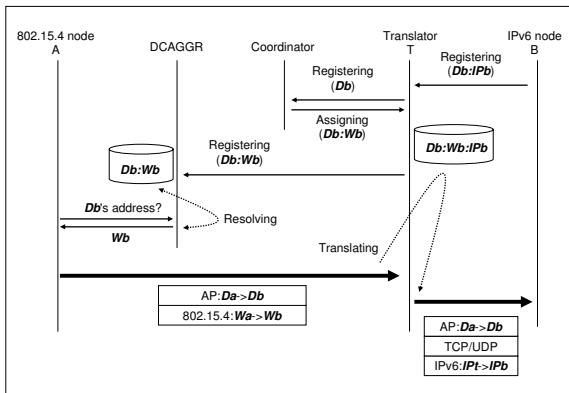 802.15.4 node
A
DCAGGR
Coordinator
Translator
T
IPv6 node
B
Registering
(Db:IPb)
Registering
(Db)
Assigning
(Db:Wb)
Registering
(Db:Wb)
Db:Wb:IPb
Db:Wb
Db's address?
Wb
Resolving
Translating
AP:Da->Db
802.15.4:Wa->Wb
AP:Da->Db
TCP/UDP
IPv6:IPt->IPb